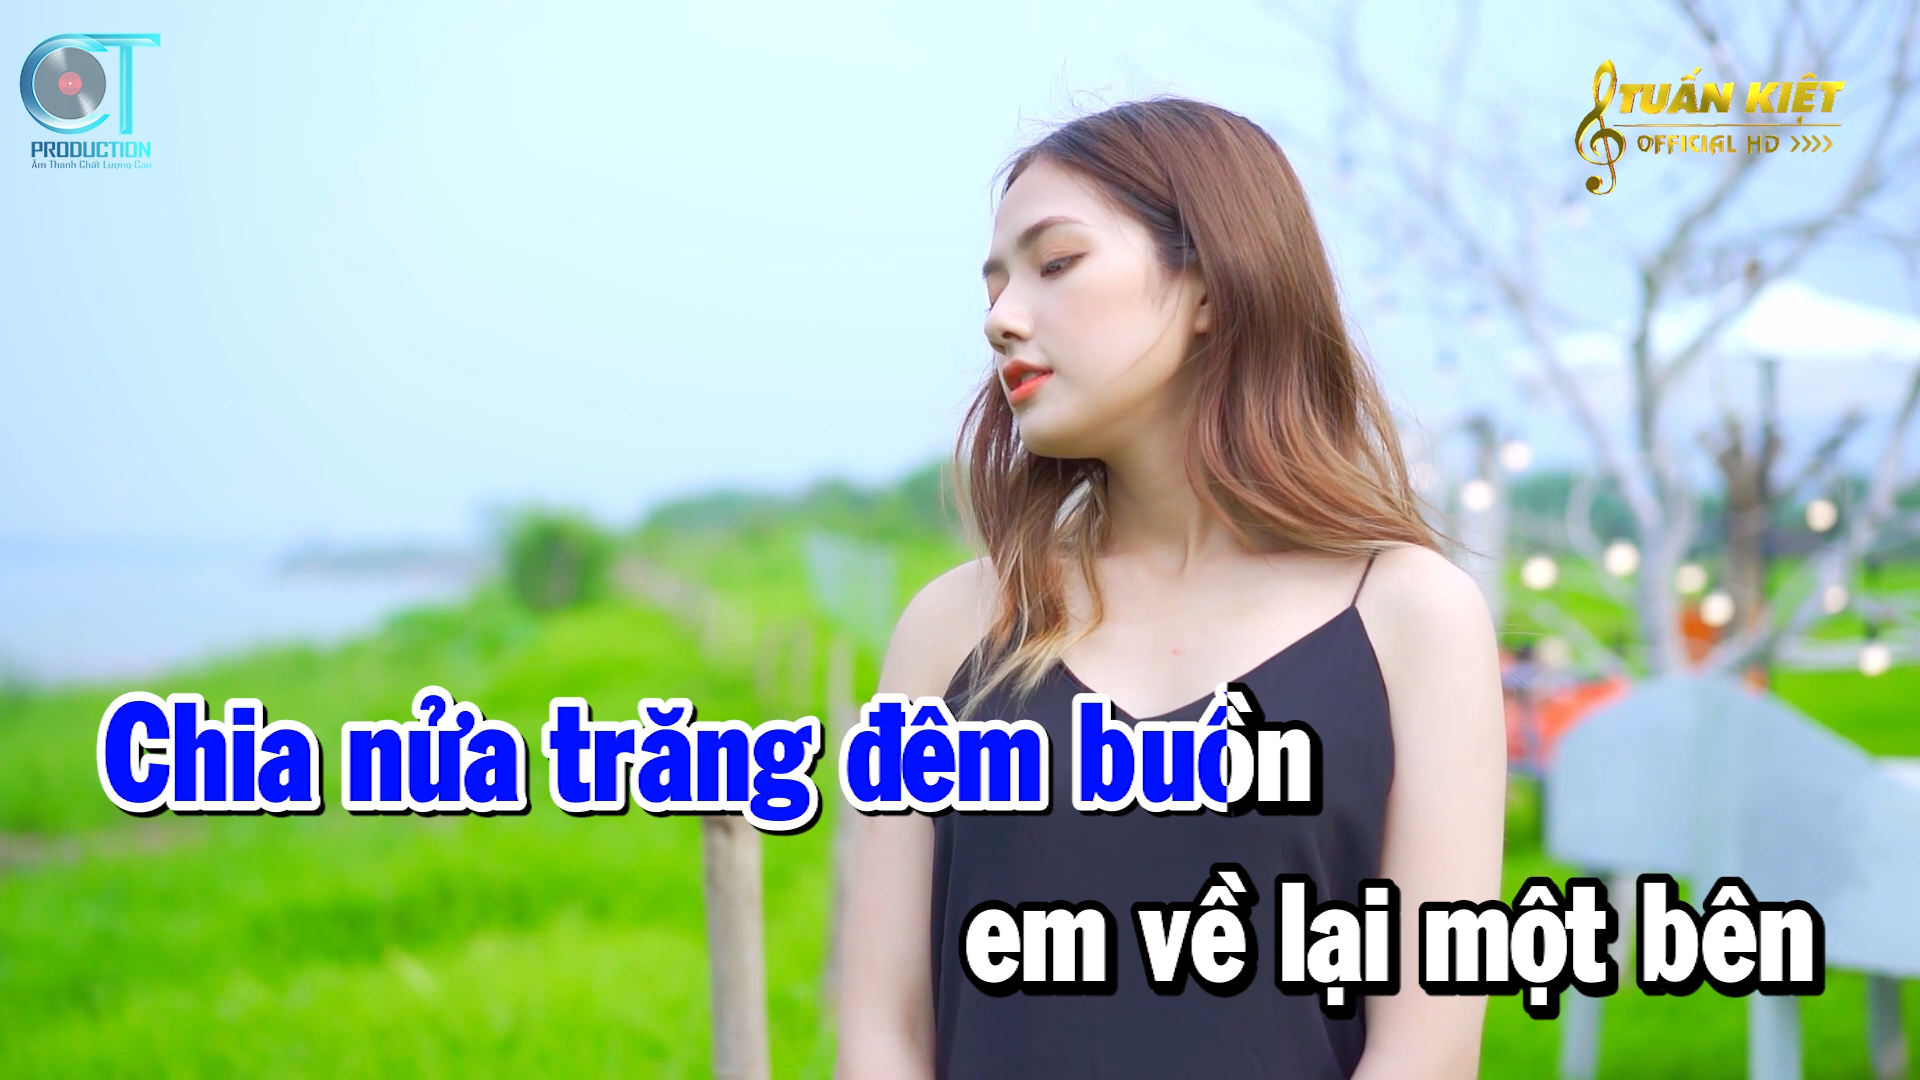 CT
PRODUCTION
Âm Thanh Chất Lượng Cao
TUẤN KIỆT
OFFICIAL HD >>>>
Chia nửa trăng đêm buồn
em về lại một bên